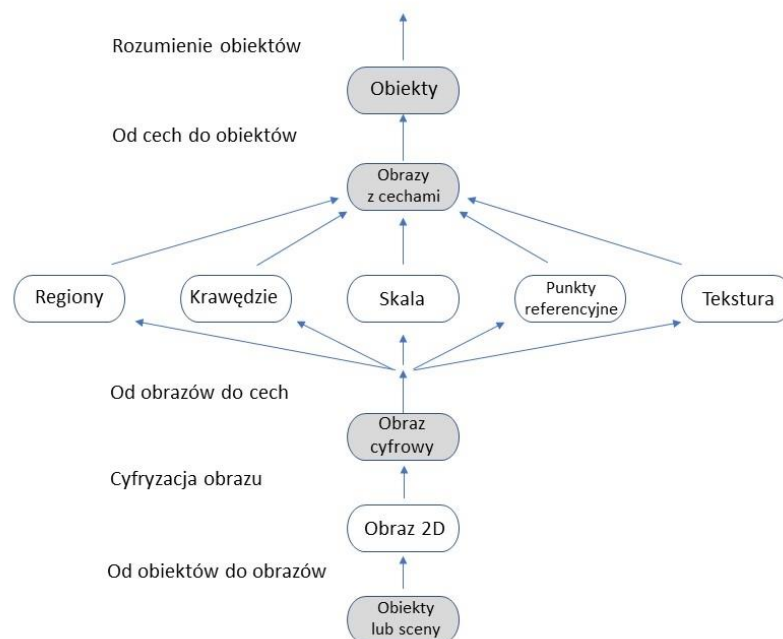 Rozumienie obiektów
Obiekty
Od cech do obiektów
Obrazy
z cechami
Regiony
Krawędzie
Skala
Punkty
referencyjne
Tekstura
Od obrazów do cech
Obraz
cyfrowy
Cyfryzacja obrazu
Obraz 2D
Od obiektów do obrazów
Obiekty
lub sceny